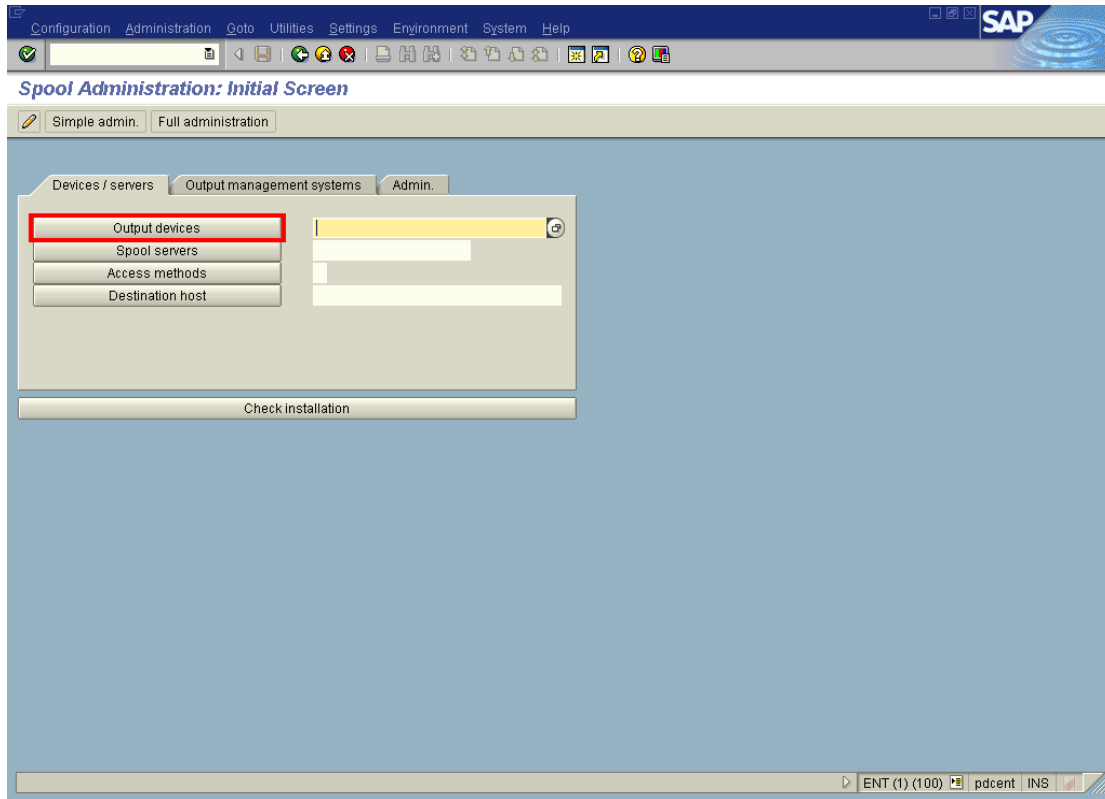 Configuration Administration Goto Utilities Settings Environment System Help
SAP
Spool Administration: Initial Screen
Simple admin. Full administration
Devices / servers Output management systems Admin.
Output devices
Spool servers
Access methods
Destination host
Check installation
ENT (1) (100) pdcent INS